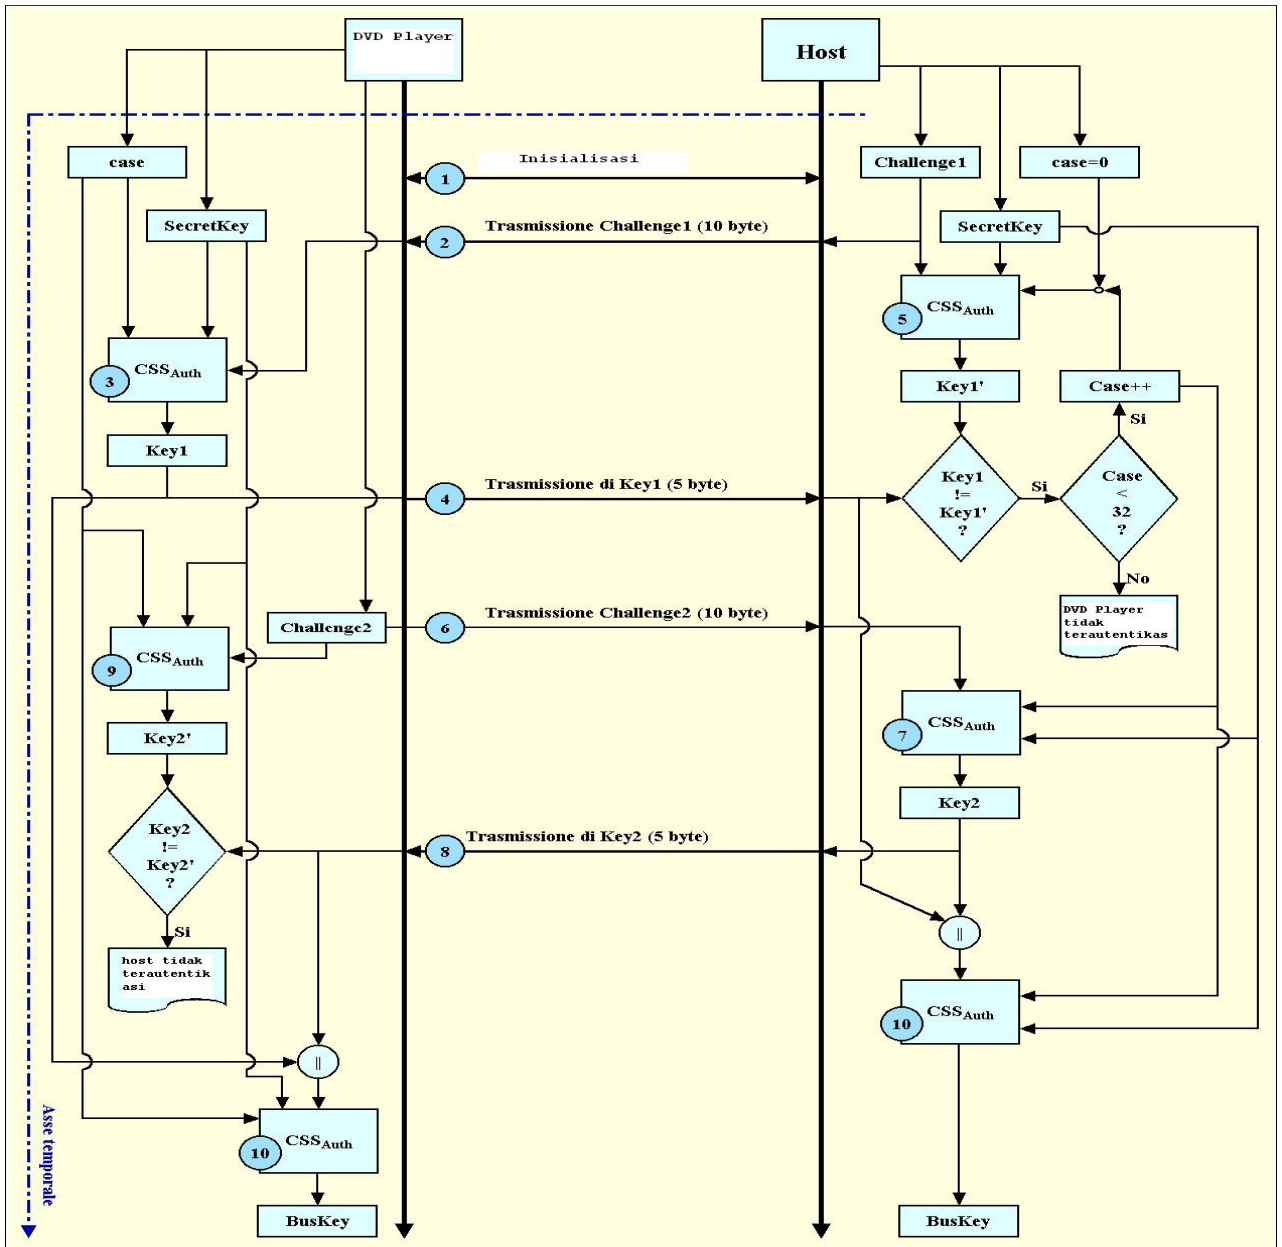 DVD Player
Host
case
Inisialisasi
1
Challenge1
case=0
SecretKey
Trasmissione Challenge1 (10 byte)
2
SecretKey
CSSAuth
5
CSSAuth
3
Key1'
Case++
Si
Key1
Trasmissione di Key1 (5 byte)
4
Key1
!=
Key1'
?
Si
Case
<
32
?
No
DVD Player
tidak
terautentikas
Challenge2
Trasmissione Challenge2 (10 byte)
6
CSSAuth
9
CSSAuth
7
Key2'
Key2
Key2
!=
Key2'
?
Trasmissione di Key2 (5 byte)
8
Si
host tidak
terautentik
asi
||
CSSAuth
10
||
CSSAuth
10
BusKey
BusKey
Asse temporale